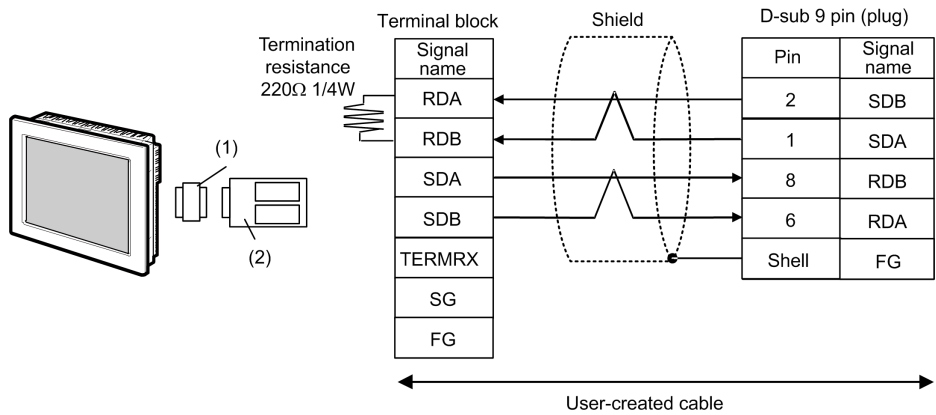 Terminal block
Shield
D-sub 9 pin (plug)
Termination
resistance
220Ω 1/4W
Signal
name
Pin
Signal
name
RDA
2
SDB
RDB
1
SDA
(1)
SDA
8
RDB
SDB
6
RDA
(2)
TERMRX
Shell
FG
SG
FG
User-created cable